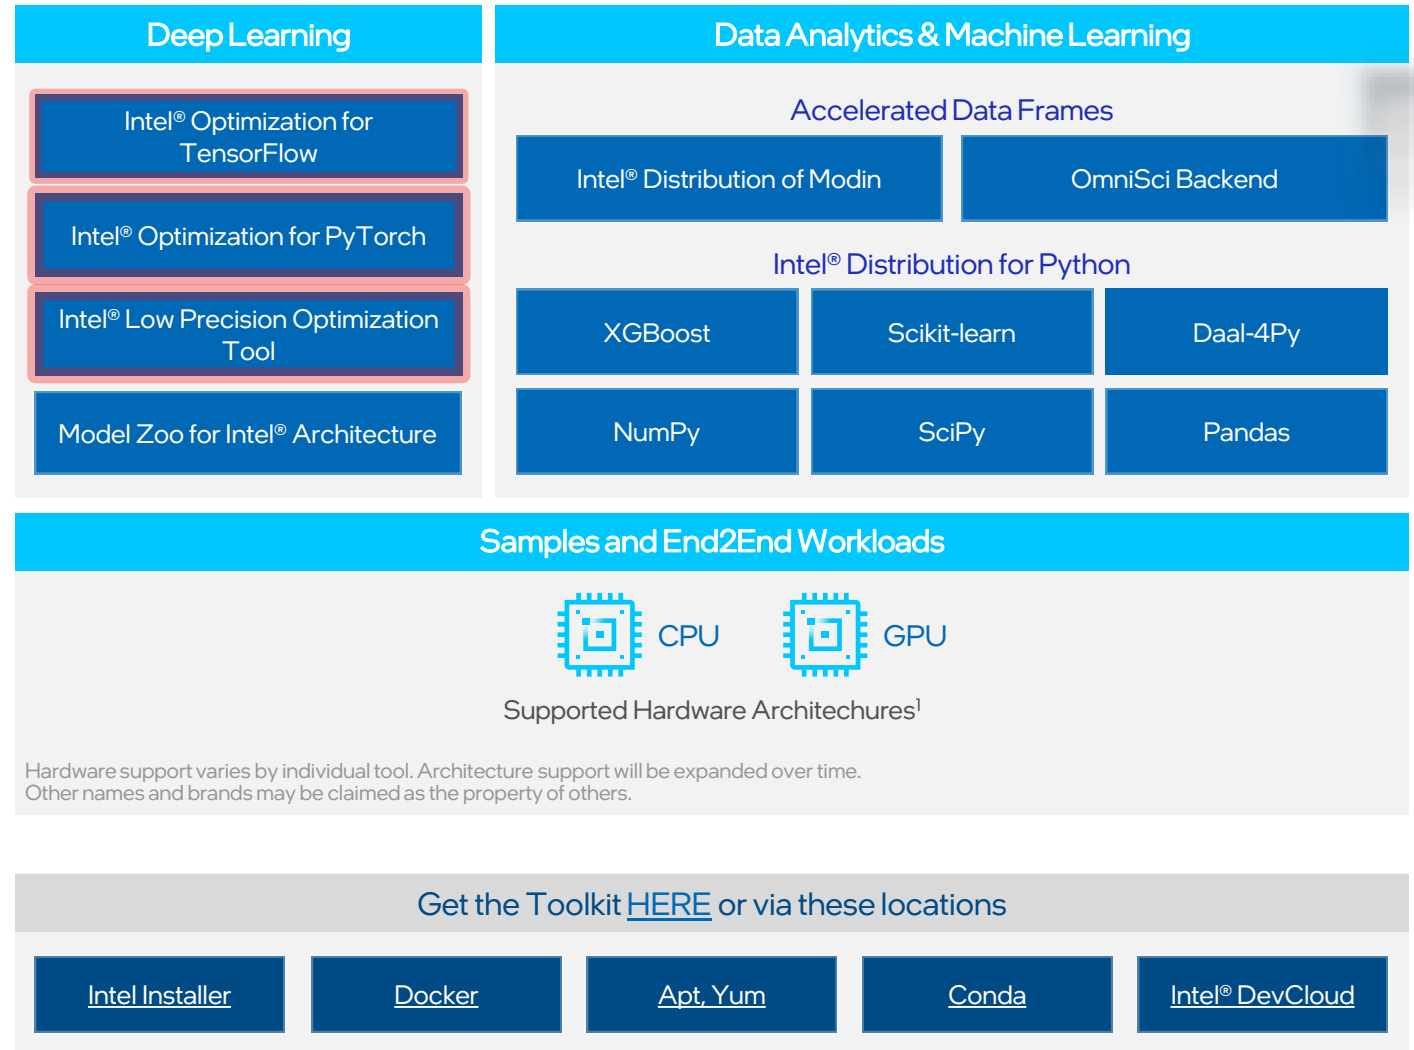 Deep Learning
Intel® Optimization for
TensorFlow
Intel® Optimization for PyTorch
Intel® Low Precision Optimization
Tool
Model Zoo for Intel® Architecture
Data Analytics & Machine Learning
Accelerated Data Frames
Intel® Distribution of Modin
OmniSci Backend
Intel® Distribution for Python
XGBoost
Scikit-learn
Daal-4Py
NumPy
SciPy
Pandas
Samples and End2End Workloads
CPU
GPU
Supported Hardware Architechures¹
Hardware support varies by individual tool. Architecture support will be expanded over time.
Other names and brands may be claimed as the property of others.
Get the Toolkit HERE or via these locations
Intel Installer
Docker
Apt, Yum
Conda
Intel® DevCloud